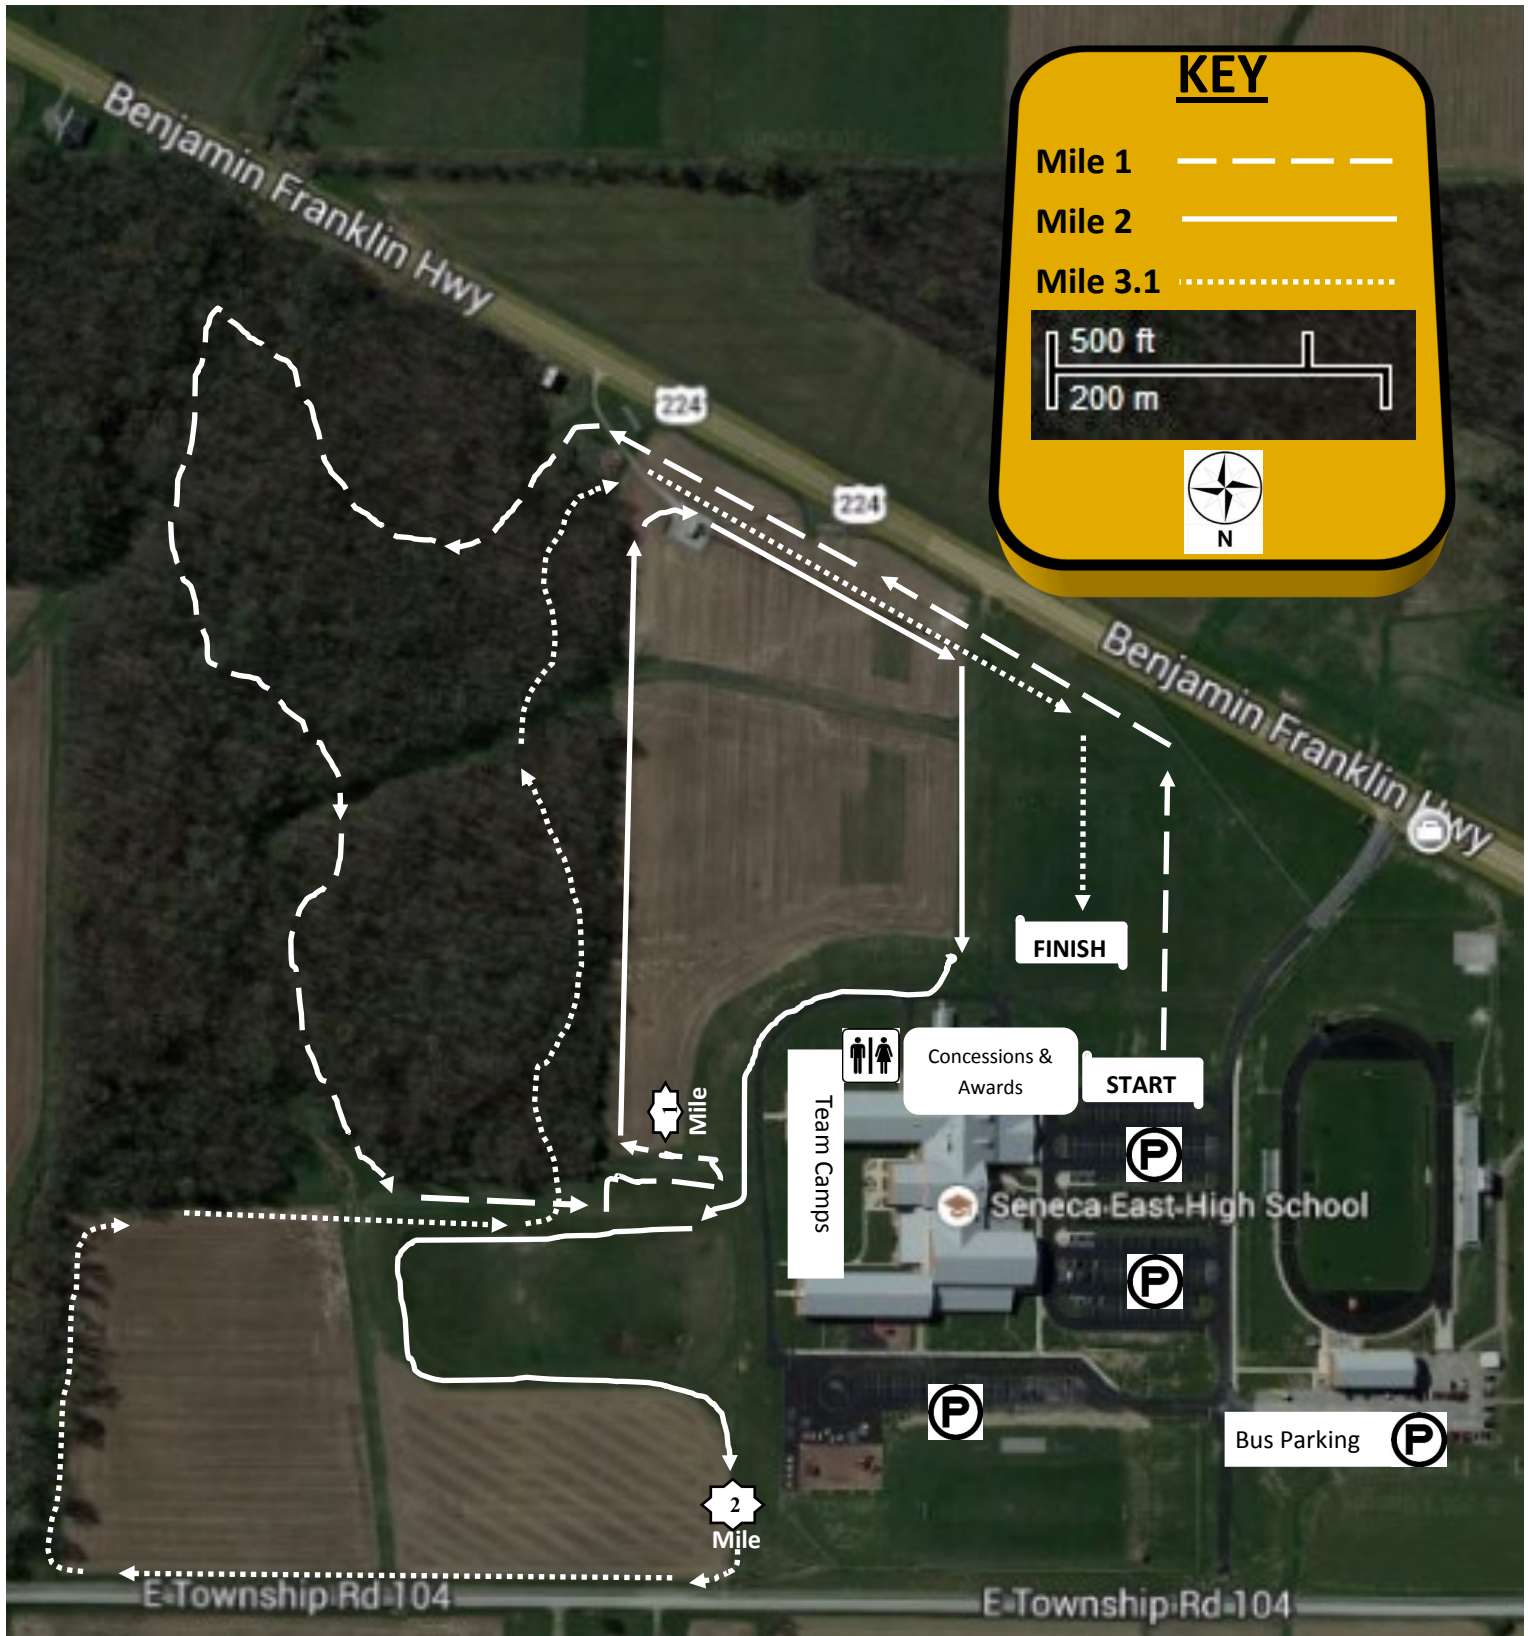 KEY
Mile 1
Mile 2
Mile 3.1
500 ft
200 m
N
Benjamin Franklin Hwy
224
224
Benjamin Franklin Hwy
FINISH
Concessions &
Awards
START
Team Camps
1
Mile
P
Seneca East High School
P
P
Bus Parking P
2
Mile
E Township Rd 104
E Township Rd 104